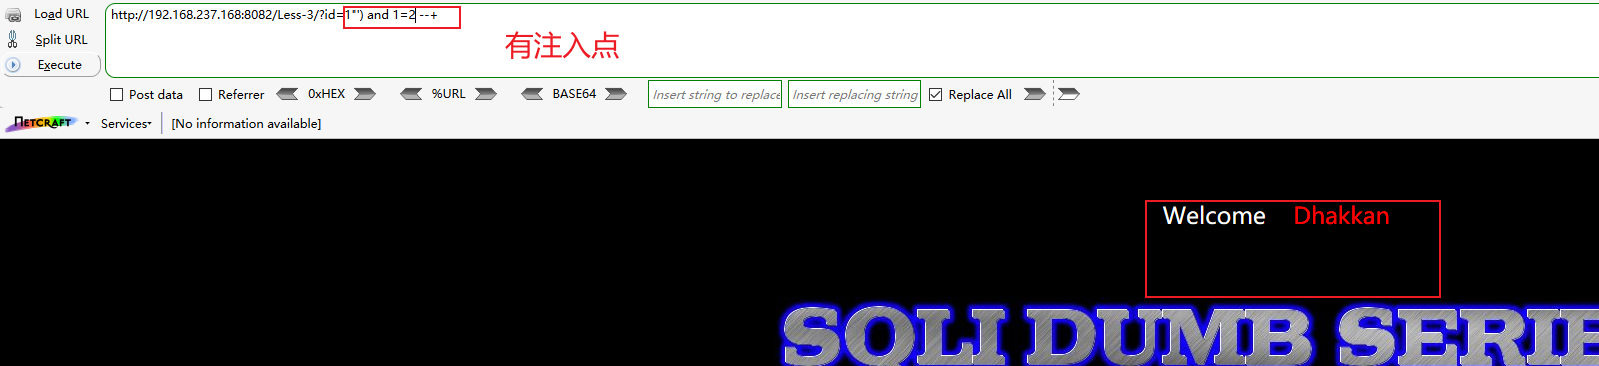 Load URL
http://192.168.237.168:8082/Less-3/?id=1"') and 1=2 --+
Split URL
有注入点
Execute
Post data Referrer 0xHEX %URL BASE64 Insert string to replace Insert replacing string Replace All
NETCRAFT Services [No information available]
Welcome Dhakkan
SQLI DUMB SERIE